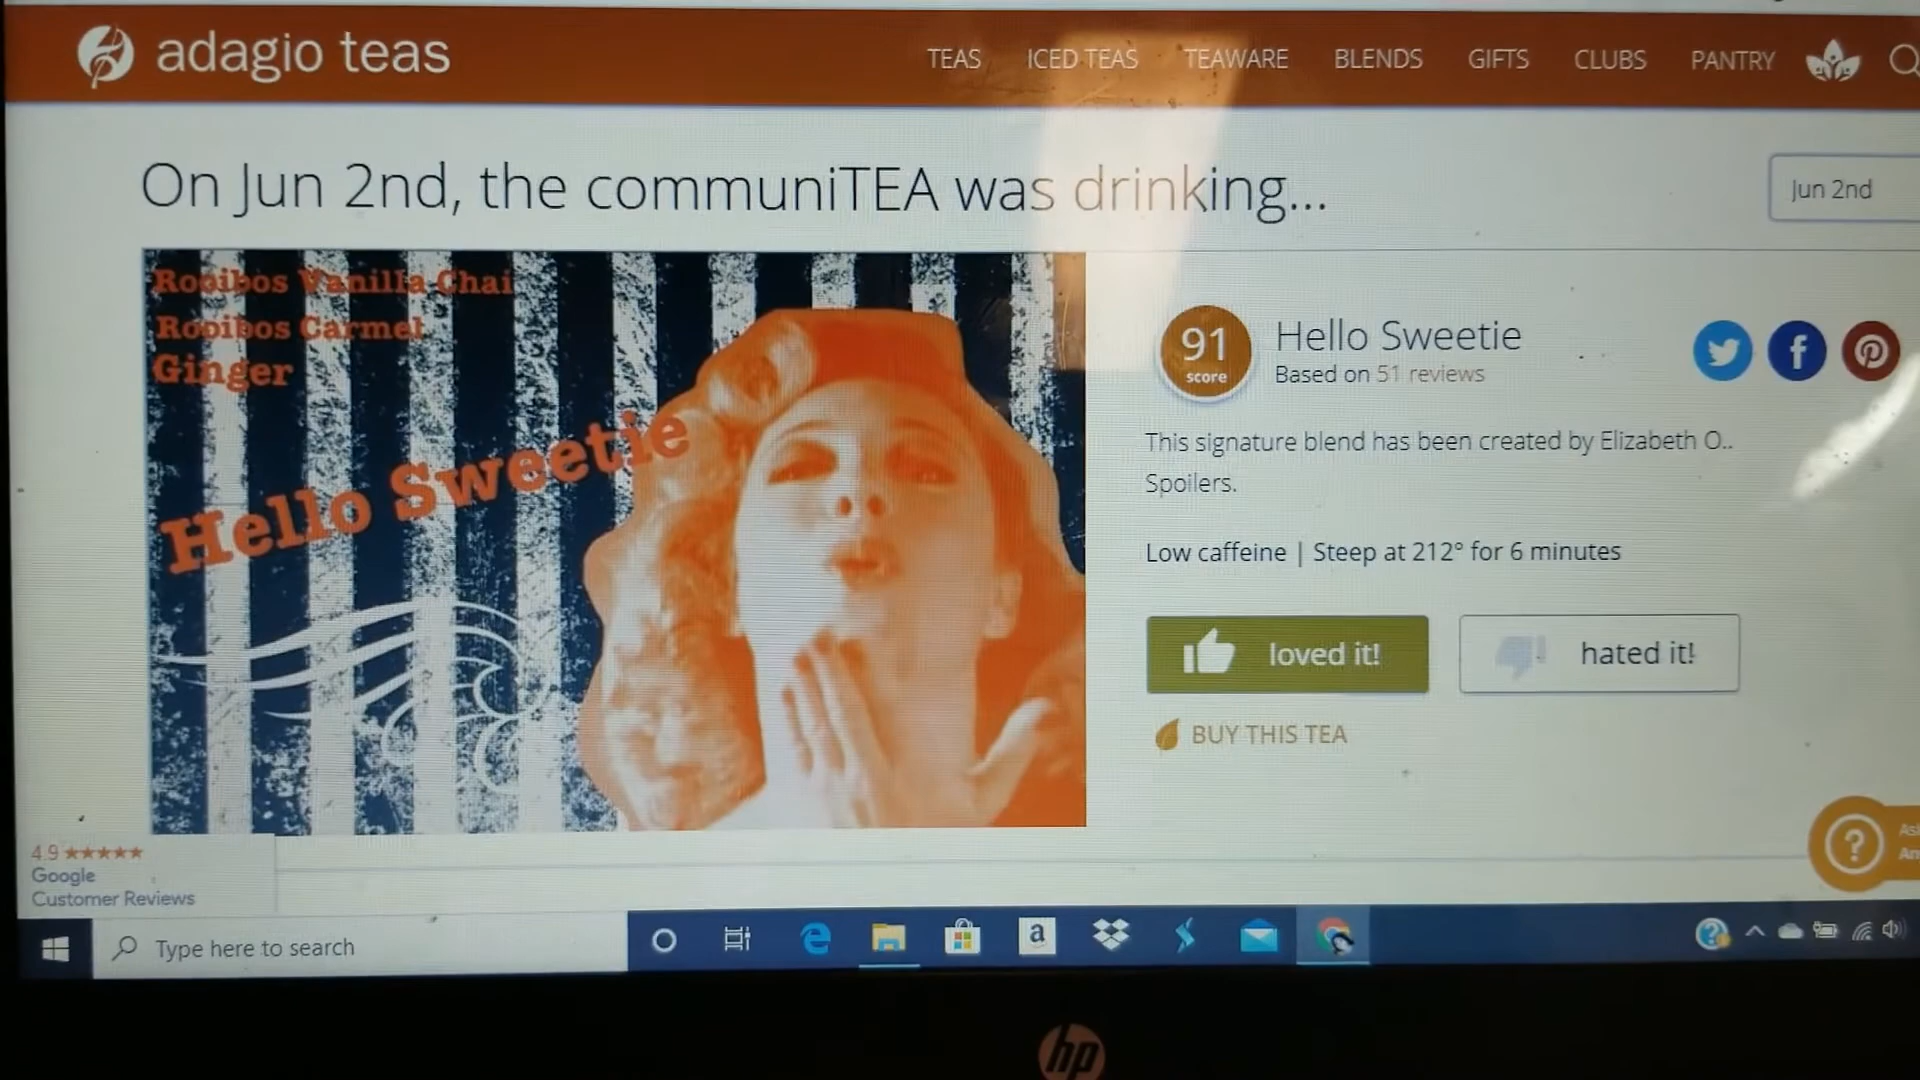 adagio teas
TEAS ICED TEAS TEAWARE BLENDS GIFTS CLUBS PANTRY
On Jun 2nd, the communiTEA was drinking...
Jun 2nd
Rooibos Vanilla Chai
Rooibos Carmel
Ginger
Hello Sweetie
91
score
Hello Sweetie
Based on 51 reviews
This signature blend has been created by Elizabeth O..
Spoilers.
Low caffeine | Steep at 212° for 6 minutes
loved it!
hated it!
BUY THIS TEA
4.9 ★★★★★
Google
Customer Reviews
?
Type here to search
a
hp